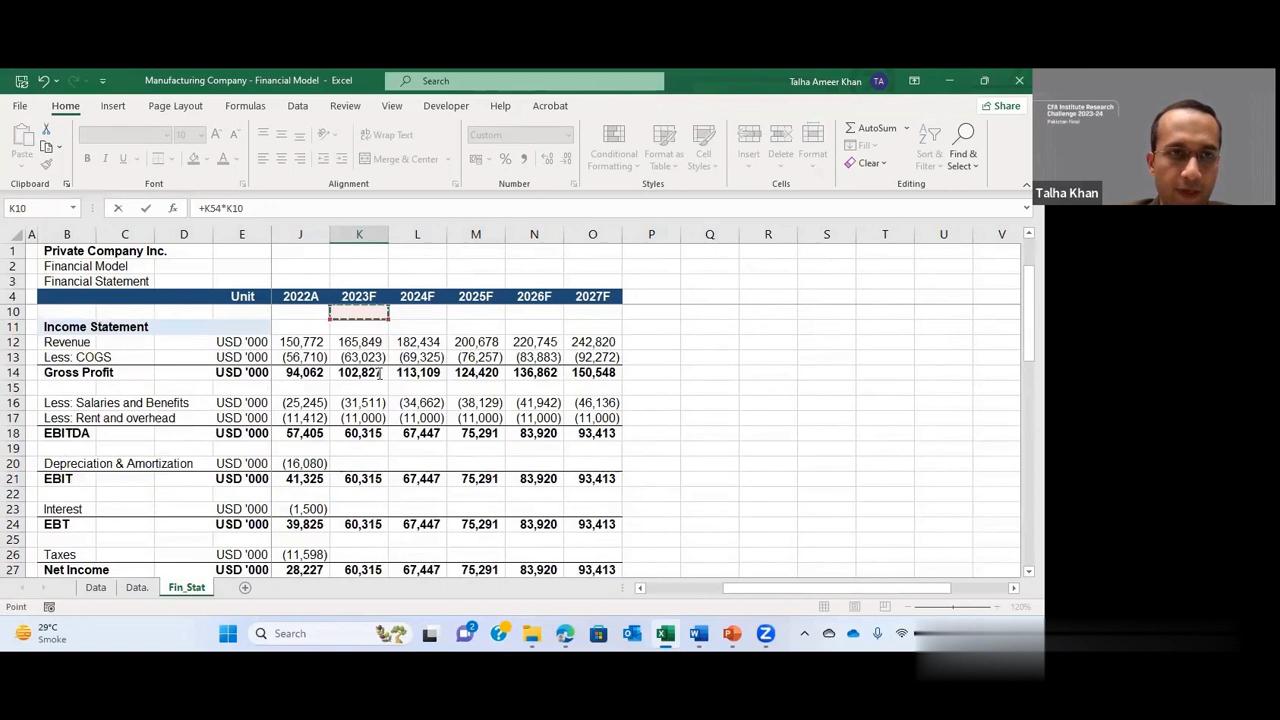 Manufacturing Company - Financial Model - Excel
Search
Talha Ameer Khan
TA
File Home Insert Page Layout Formulas Data Review View Developer Help Acrobat
Share
Paste
10
A A
B I U
Wrap Text
Merge & Center
Custom
% ,
Conditional Formatting
Format as Table
Cell Styles
Insert
Delete
Format
AutoSum
Fill
Clear
Sort & Filter
Find & Select
Clipboard Font Alignment Number Styles Cells Editing
CFA Institute Research
Challenge 2023-24
Pakistan Final
Talha Khan
K10 fx +K54*K10
A B C D E J K L M N O P Q R S T U V
1 Private Company Inc.
2 Financial Model
3 Financial Statement
4 Unit 2022A 2023F 2024F 2025F 2026F 2027F
10
11 Income Statement
12 Revenue USD '000 150,772 165,849 182,434 200,678 220,745 242,820
13 Less: COGS USD '000 (56,710) (63,023) (69,325) (76,257) (83,883) (92,272)
14 Gross Profit USD '000 94,062 102,827 113,109 124,420 136,862 150,548
15
16 Less: Salaries and Benefits USD '000 (25,245) (31,511) (34,662) (38,129) (41,942) (46,136)
17 Less: Rent and overhead USD '000 (11,412) (11,000) (11,000) (11,000) (11,000) (11,000)
18 EBITDA USD '000 57,405 60,315 67,447 75,291 83,920 93,413
19
20 Depreciation & Amortization USD '000 (16,080)
21 EBIT USD '000 41,325 60,315 67,447 75,291 83,920 93,413
22
23 Interest USD '000 (1,500)
24 EBT USD '000 39,825 60,315 67,447 75,291 83,920 93,413
25
26 Taxes USD '000 (11,598)
27 Net Income USD '000 28,227 60,315 67,447 75,291 83,920 93,413
Data Data. Fin_Stat
Point
120%
29°C
Smoke
Search